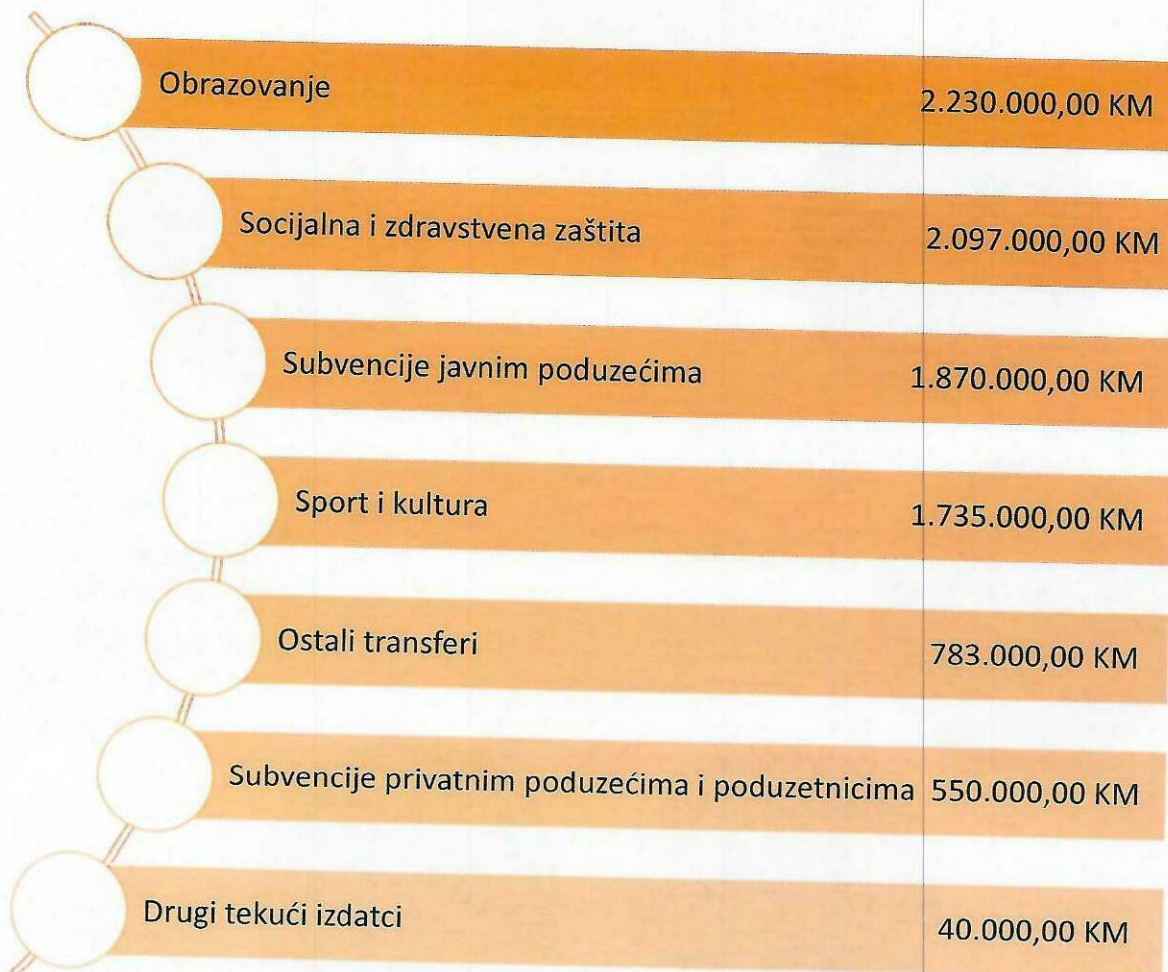 Obrazovanje 2.230.000,00 KM
Socijalna i zdravstvena zaštita 2.097.000,00 KM
Subvencije javnim poduzećima 1.870.000,00 KM
Sport i kultura 1.735.000,00 KM
Ostali transferi 783.000,00 KM
Subvencije privatnim poduzećima i poduzetnicima 550.000,00 KM
Drugi tekući izdatci 40.000,00 KM